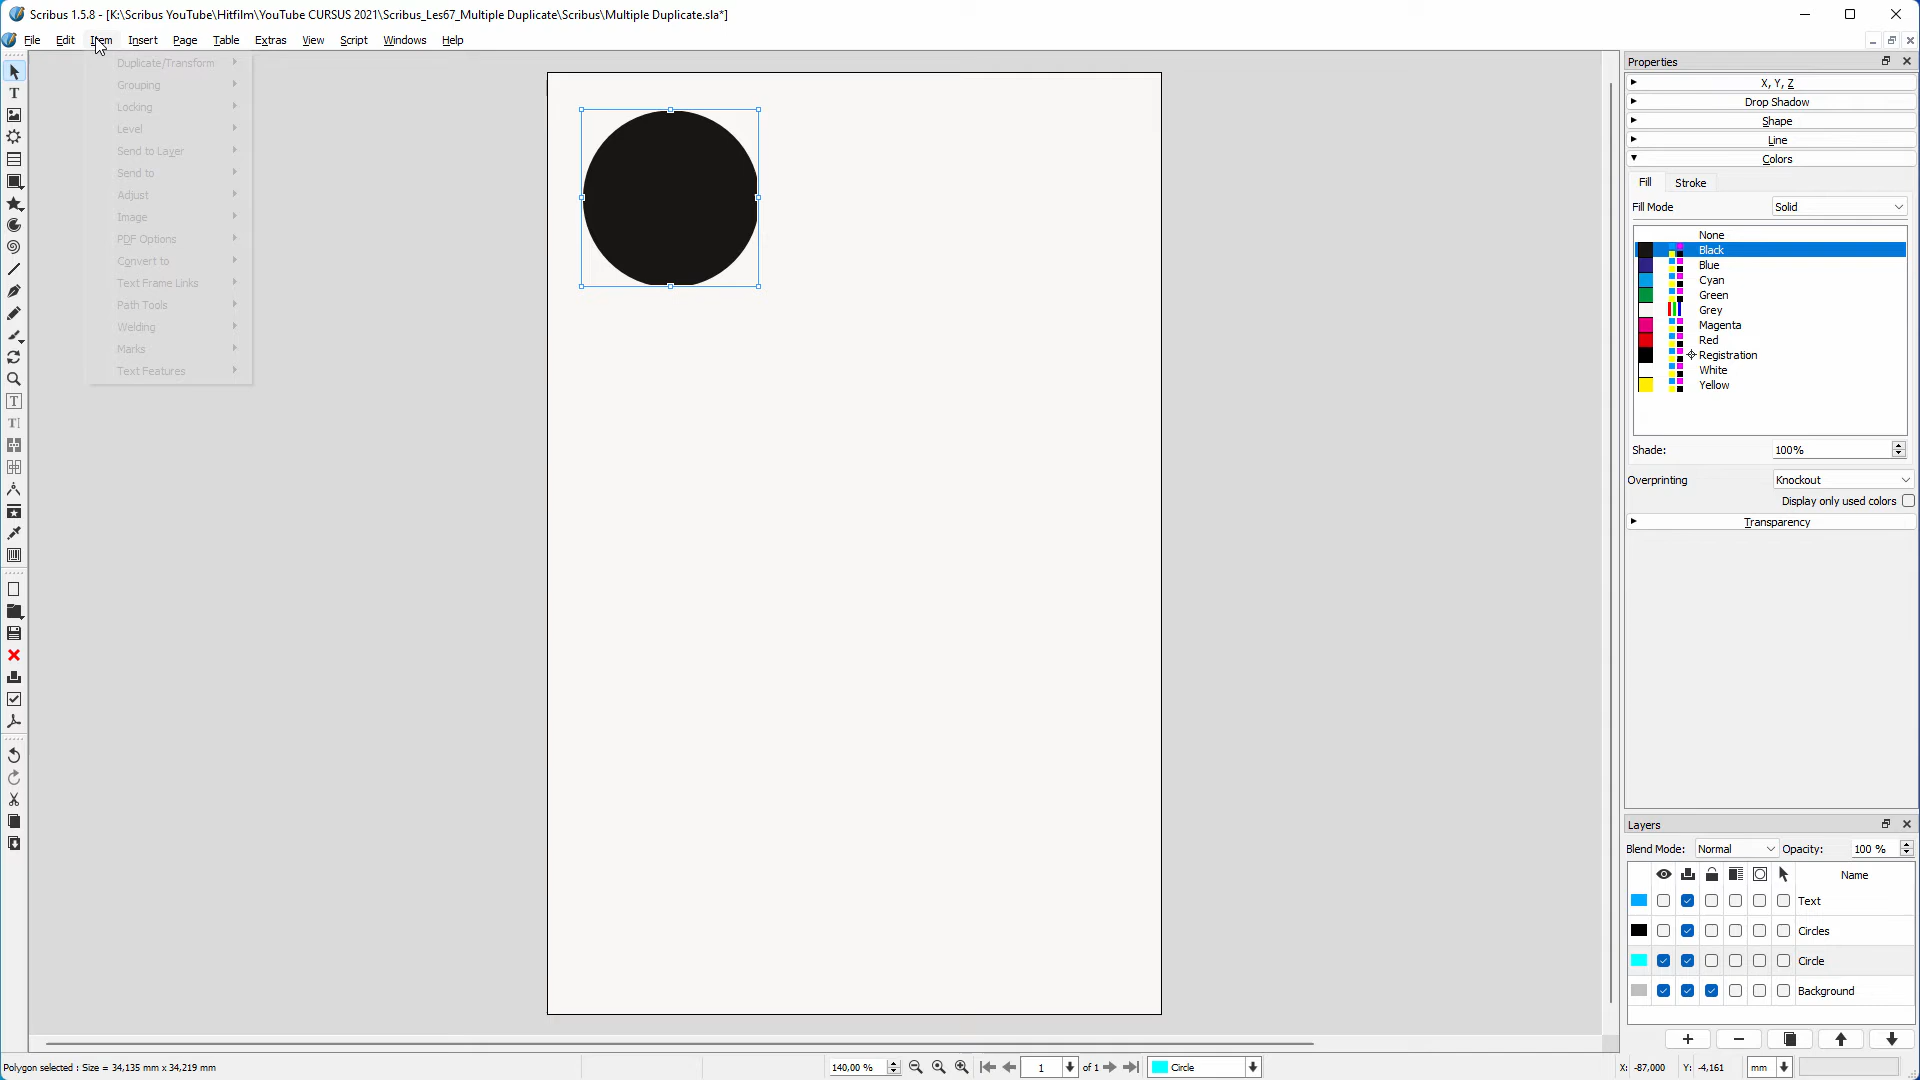 Scribus 1.5.8 - [K:\Scribus YouTube\Hitfilm\YouTube CURSUS 2021\Scribus_Les67_Multiple Duplicate\Scribus\Multiple Duplicate.sla*]
File Edit Item Insert Page Table Extras View Script Windows Help
Duplicate/Transform
Grouping
Locking
Level
Send to Layer
Send to
Adjust
Image
PDF Options
Convert to
Text Frame Links
Path Tools
Welding
Marks
Text Features
Properties
X, Y, Z
Drop Shadow
Shape
Line
Colors
Fill Stroke
Fill Mode Solid
None
Black
Blue
Cyan
Green
Grey
Magenta
Red
Registration
White
Yellow
Shade: 100%
Overprinting Knockout
Display only used colors
Transparency
Layers
Blend Mode: Normal Opacity: 100 %
Name
Text
Circles
Circle
Background
Polygon selected : Size = 34,135 mm x 34,219 mm
140,00 % 1 of 1 Circle X: -87,000 Y: -4,161 mm